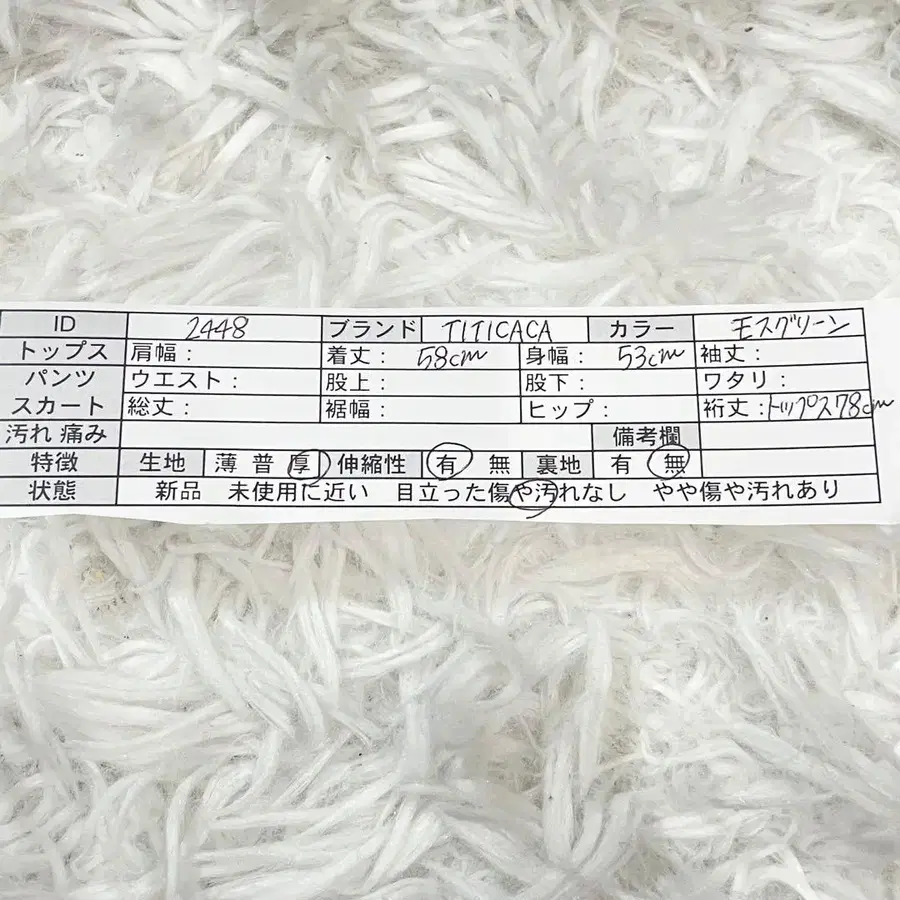 ID 2448 ブランド TITICACA カラー モスグリーン
トップス 肩幅： 着丈： 58cm 身幅： 53cm 袖丈：
パンツ ウエスト： 股上： 股下： ワタリ：
スカート 総丈： 裾幅： ヒップ： 裄丈：トップス78cm
汚れ 痛み 備考欄
特徴 生地 薄 普 厚 伸縮性 有 無 裏地 有 無
状態 新品 未使用に近い 目立った傷や汚れなし やや傷や汚れあり